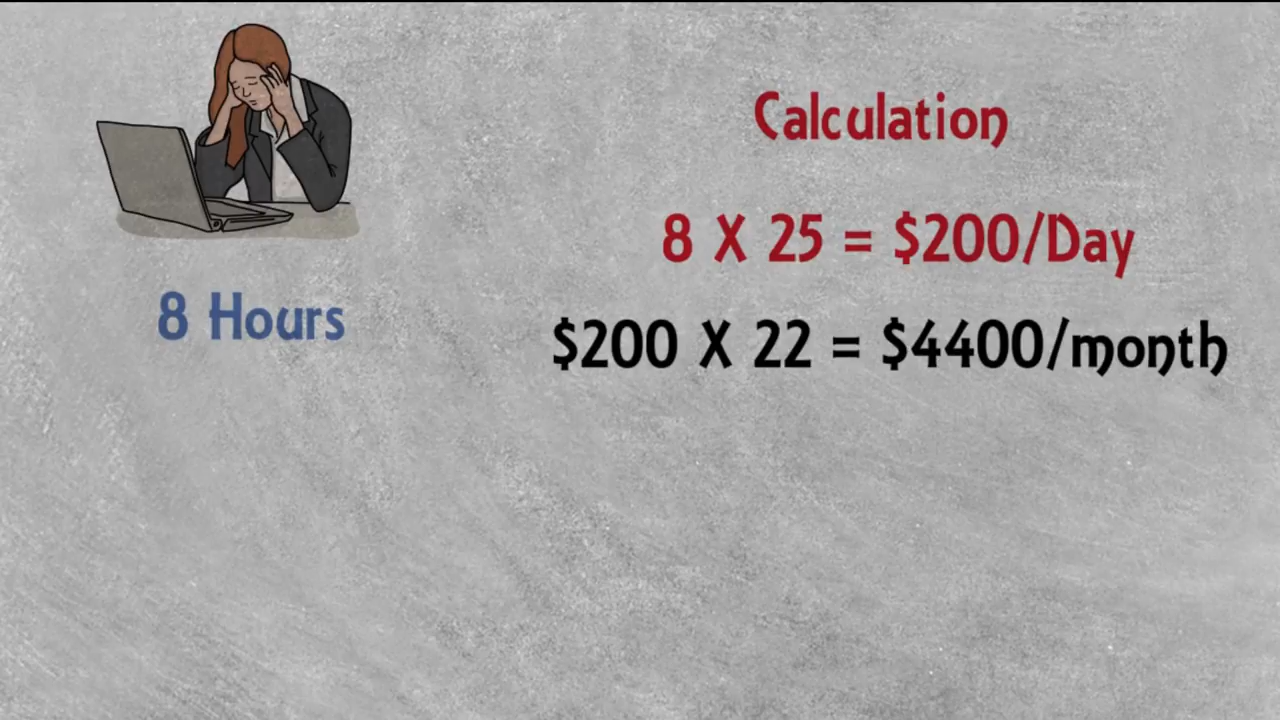 Calculation
8 X 25 = $200/Day
8 Hours
$200 X 22 = $4400/month